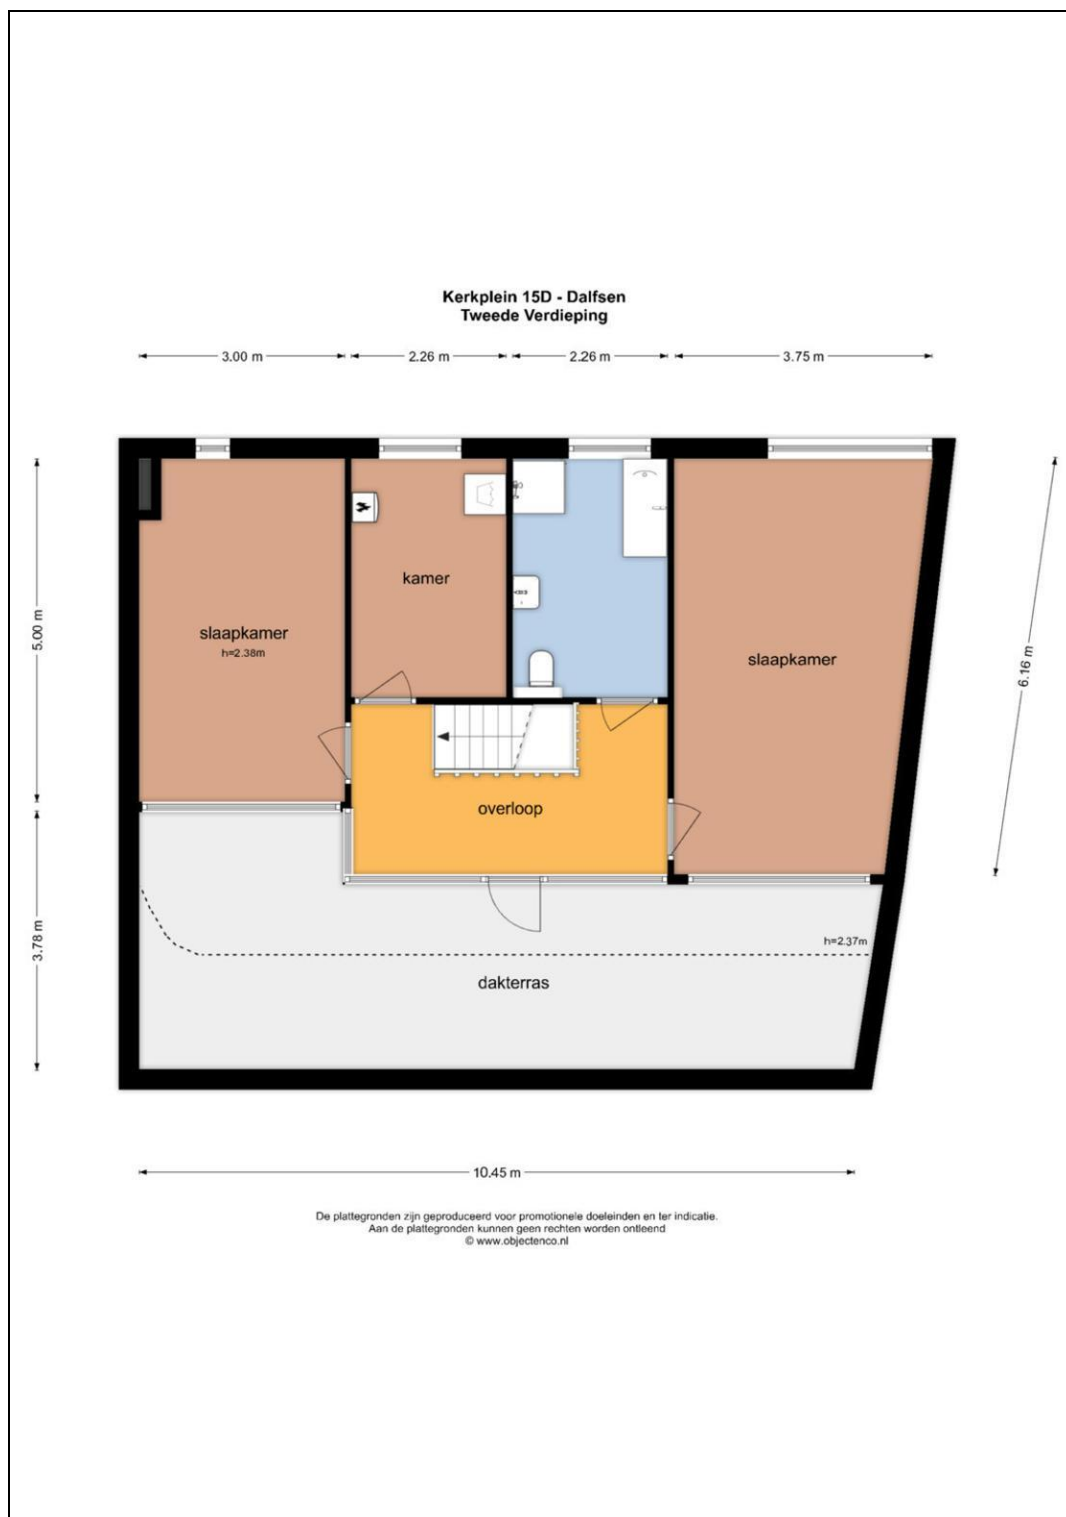 Kerkplein 15D - Dalfsen
Tweede Verdieping
3.00 m
2.26 m
2.26 m
3.75 m
5.00 m
3.78 m
6.16 m
kamer
slaapkamer
h=2.38m
slaapkamer
overloop
h=2.37m
dakterras
10.45 m
De plattegronden zijn geproduceerd voor promotionele doeleinden en ter indicatie.
Aan de plattegronden kunnen geen rechten worden ontleend
© www.objectenco.nl